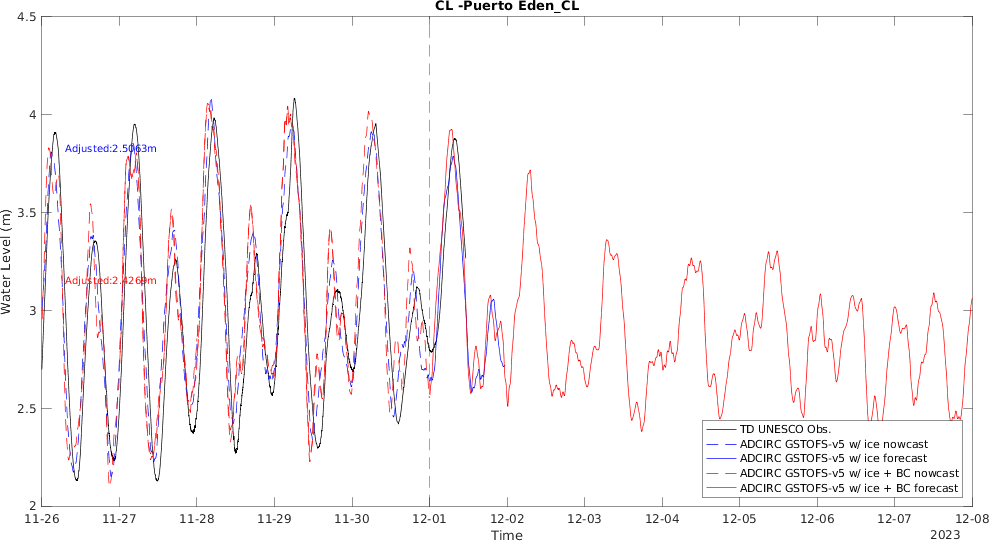 CL -Puerto Eden_CL
4.5
4
3.5
3
2.5
2
Water Level (m)
Adjusted:2.5063m
Adjusted:2.4269m
TD UNESCO Obs.
ADCIRC GSTOFS-v5 w/ ice nowcast
ADCIRC GSTOFS-v5 w/ ice forecast
ADCIRC GSTOFS-v5 w/ ice + BC nowcast
ADCIRC GSTOFS-v5 w/ ice + BC forecast
11-26 11-27 11-28 11-29 11-30 12-01 12-02 12-03 12-04 12-05 12-06 12-07 12-08
Time
2023